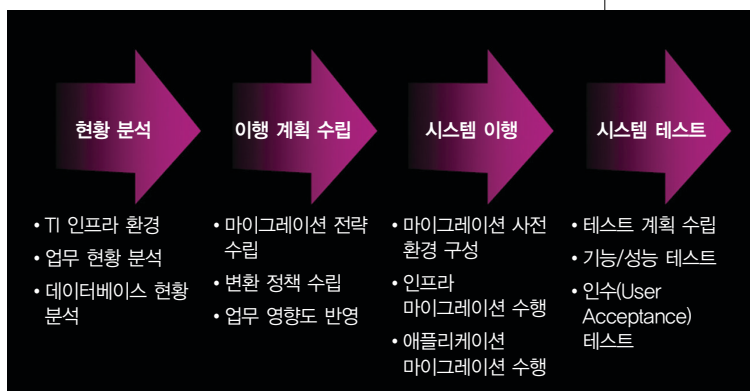 현황 분석
이행 계획 수립
시스템 이행
시스템 테스트
• TI 인프라 환경
• 업무 현황 분석
• 데이터베이스 현황
분석
• 마이그레이션 전략
수립
• 변환 정책 수립
• 업무 영향도 반영
• 마이그레이션 사전
환경 구성
• 인프라
마이그레이션 수행
• 애플리케이션
마이그레이션 수행
• 테스트 계획 수립
• 기능/성능 테스트
• 인수(User
Acceptance)
테스트